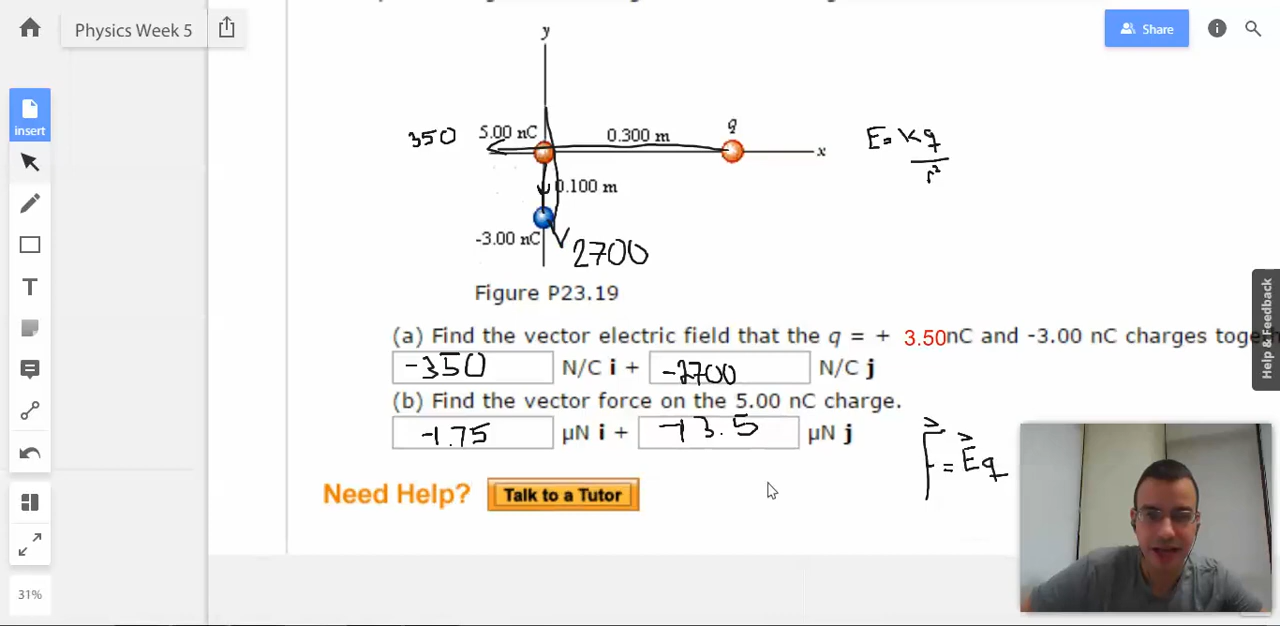 Physics Week 5
Share
insert
T
31%
Help & Feedback
y
350
5.00 nC
0.300 m
q
x
E = kq
r²
0.100 m
-3.00 nC
2700
Figure P23.19
(a) Find the vector electric field that the q = + 3.50nC and -3.00 nC charges toge
-350 N/C i + -2700 N/C j
(b) Find the vector force on the 5.00 nC charge.
-1.75 µN i + -13.5 µN j
F = Eq
Need Help? Talk to a Tutor